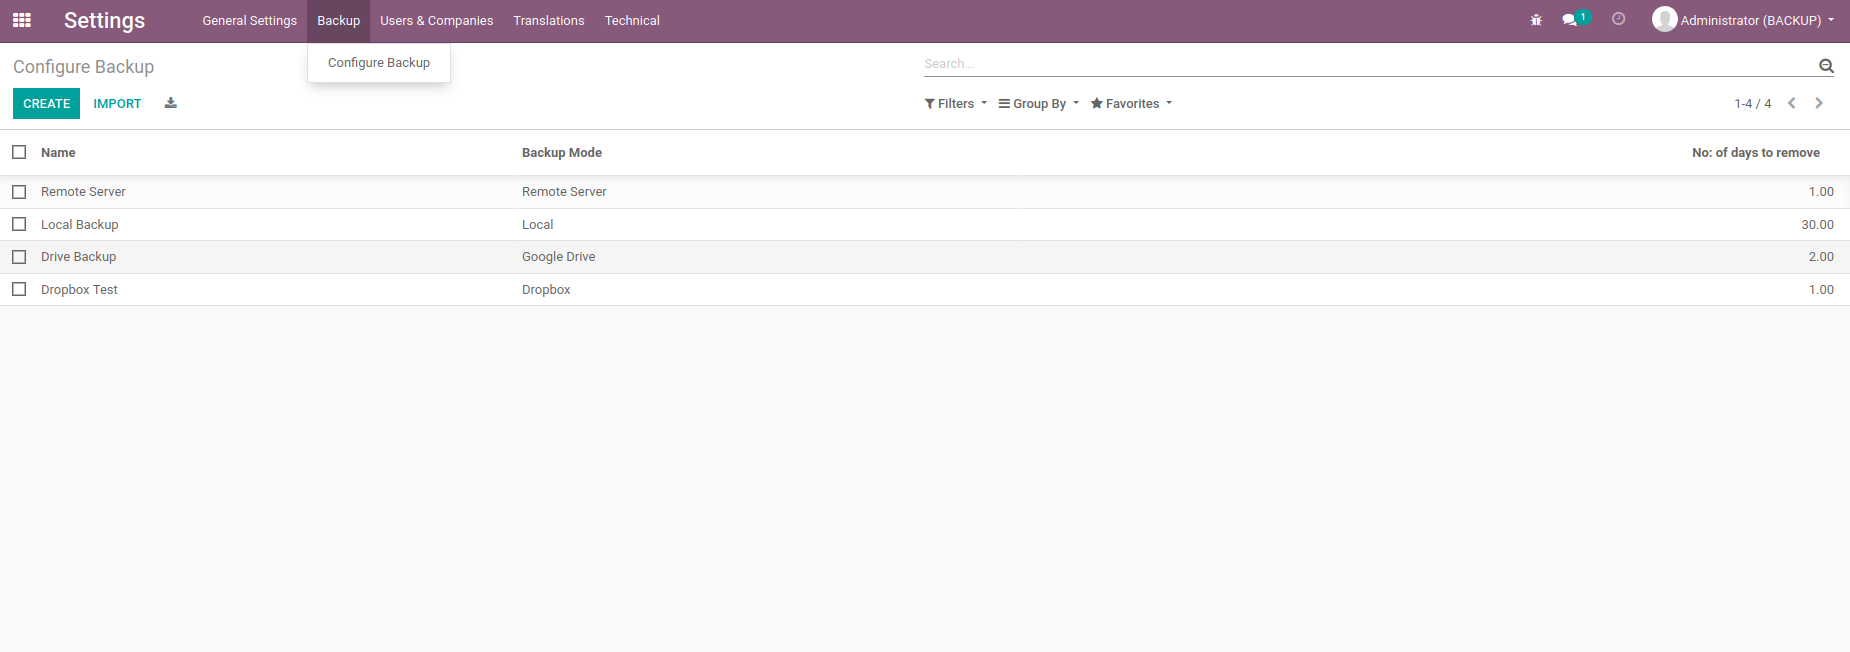 Settings General Settings Backup Users & Companies Translations Technical 1 Administrator (BACKUP)
Configure Backup
Configure Backup Search...
CREATE IMPORT Filters Group By Favorites 1-4 / 4
Name Backup Mode No: of days to remove
Remote Server Remote Server 1.00
Local Backup Local 30.00
Drive Backup Google Drive 2.00
Dropbox Test Dropbox 1.00